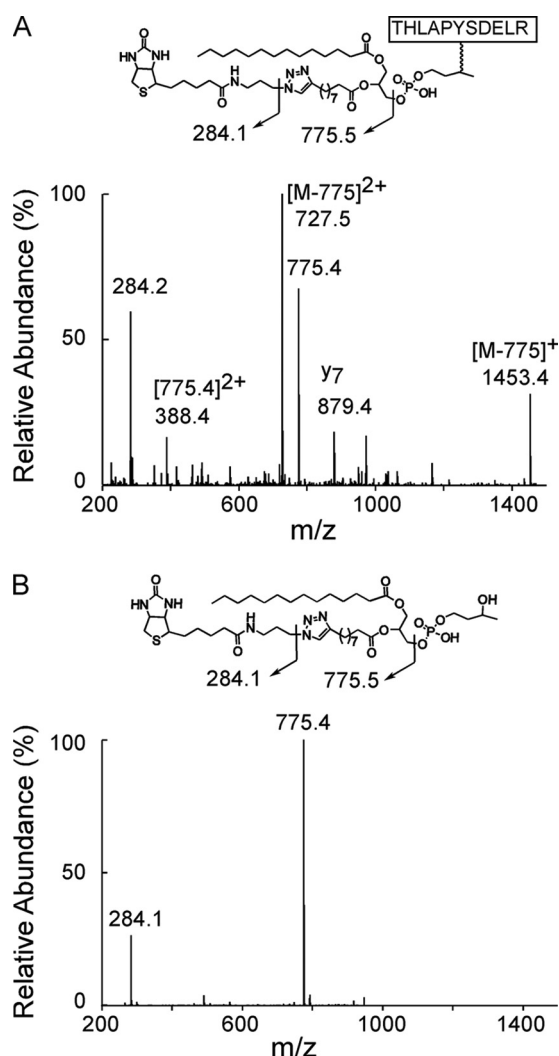 A
THLAPYSDELR
O
HN NH
S
O
H
N
N=N
N
( )7
O
O
O
O
O
P
O
OH
284.1
775.5
Relative Abundance (%)
100
50
0
[M-775]2+
727.5
775.4
284.2
[775.4]2+
388.4
y7
879.4
[M-775]+
1453.4
200 600 1000 1400
m/z
B
O
HN NH
S
O
H
N
N=N
N
( )7
O
O
O
O
O
P
O
OH
OH
284.1
775.5
Relative Abundance (%)
100
50
0
775.4
284.1
200 600 1000 1400
m/z